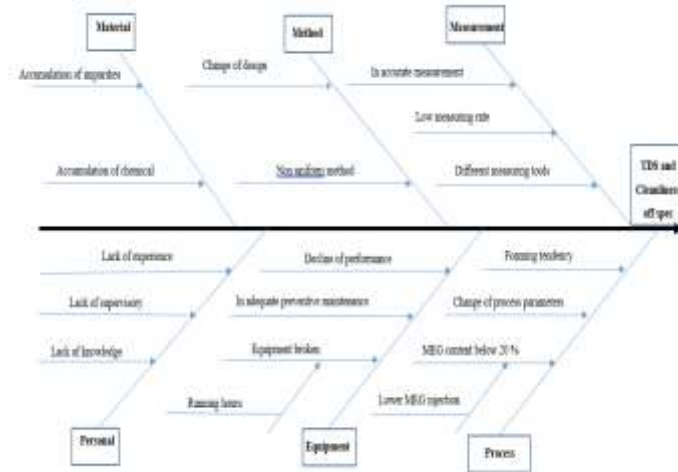 Material
Method
Measurement
Accumulation of impurities
Change of design
In accurate measurement
Low measuring rate
Accumulation of chemical
Non uniform method
Different measuring tools
TDS and
Cleanliness
off spec
Lack of experience
Decline of performance
Foming tendency
Lack of supervisory
In adequate preventive maintenance
Change of process parameters
Lack of knowledge
Equipment broken
MEG content below 20 %
Running hours
Lower MEG injection
Personal
Equipment
Process